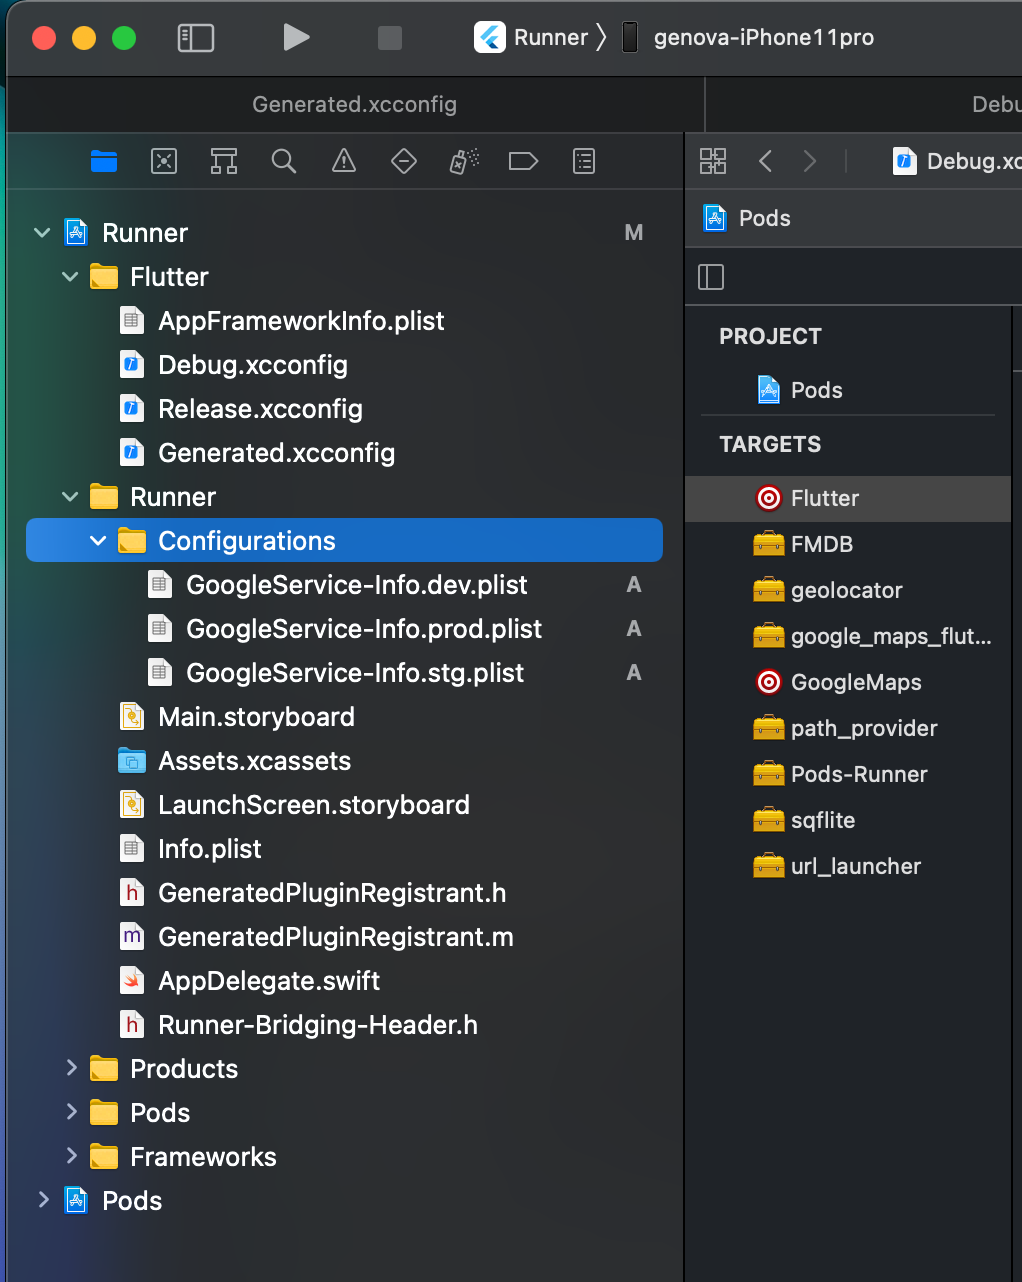 Runner
genova-iPhone11pro
Generated.xcconfig
Debu
Debug.xc
Pods
Runner
M
Flutter
AppFrameworkInfo.plist
Debug.xcconfig
Release.xcconfig
Generated.xcconfig
Runner
Configurations
GoogleService-Info.dev.plist
A
GoogleService-Info.prod.plist
A
GoogleService-Info.stg.plist
A
Main.storyboard
Assets.xcassets
LaunchScreen.storyboard
Info.plist
h GeneratedPluginRegistrant.h
m GeneratedPluginRegistrant.m
AppDelegate.swift
h Runner-Bridging-Header.h
Products
Pods
Frameworks
Pods
PROJECT
Pods
TARGETS
Flutter
FMDB
geolocator
google_maps_flut...
GoogleMaps
path_provider
Pods-Runner
sqflite
url_launcher